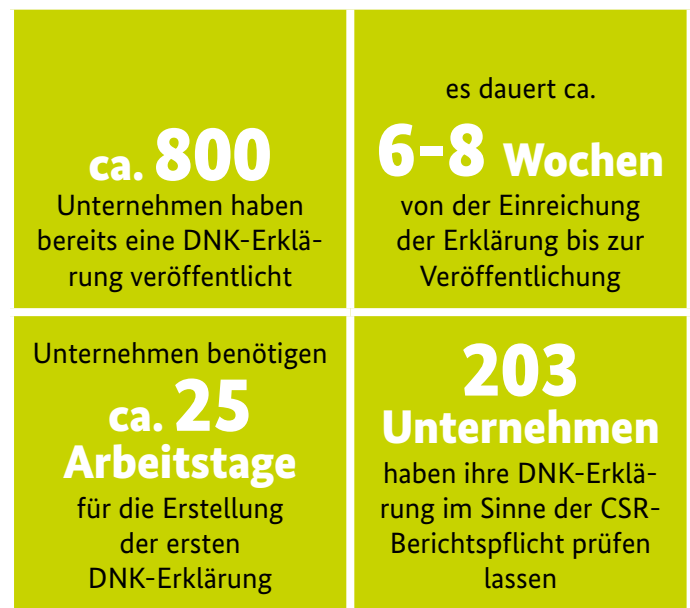 ca. 800
Unternehmen haben
bereits eine DNK-Erklä-
rung veröffentlicht
es dauert ca.
6-8 Wochen
von der Einreichung
der Erklärung bis zur
Veröffentlichung
Unternehmen benötigen
ca. 25
Arbeitstage
für die Erstellung
der ersten
DNK-Erklärung
203
Unternehmen
haben ihre DNK-Erklä-
rung im Sinne der CSR-
Berichtspflicht prüfen
lassen